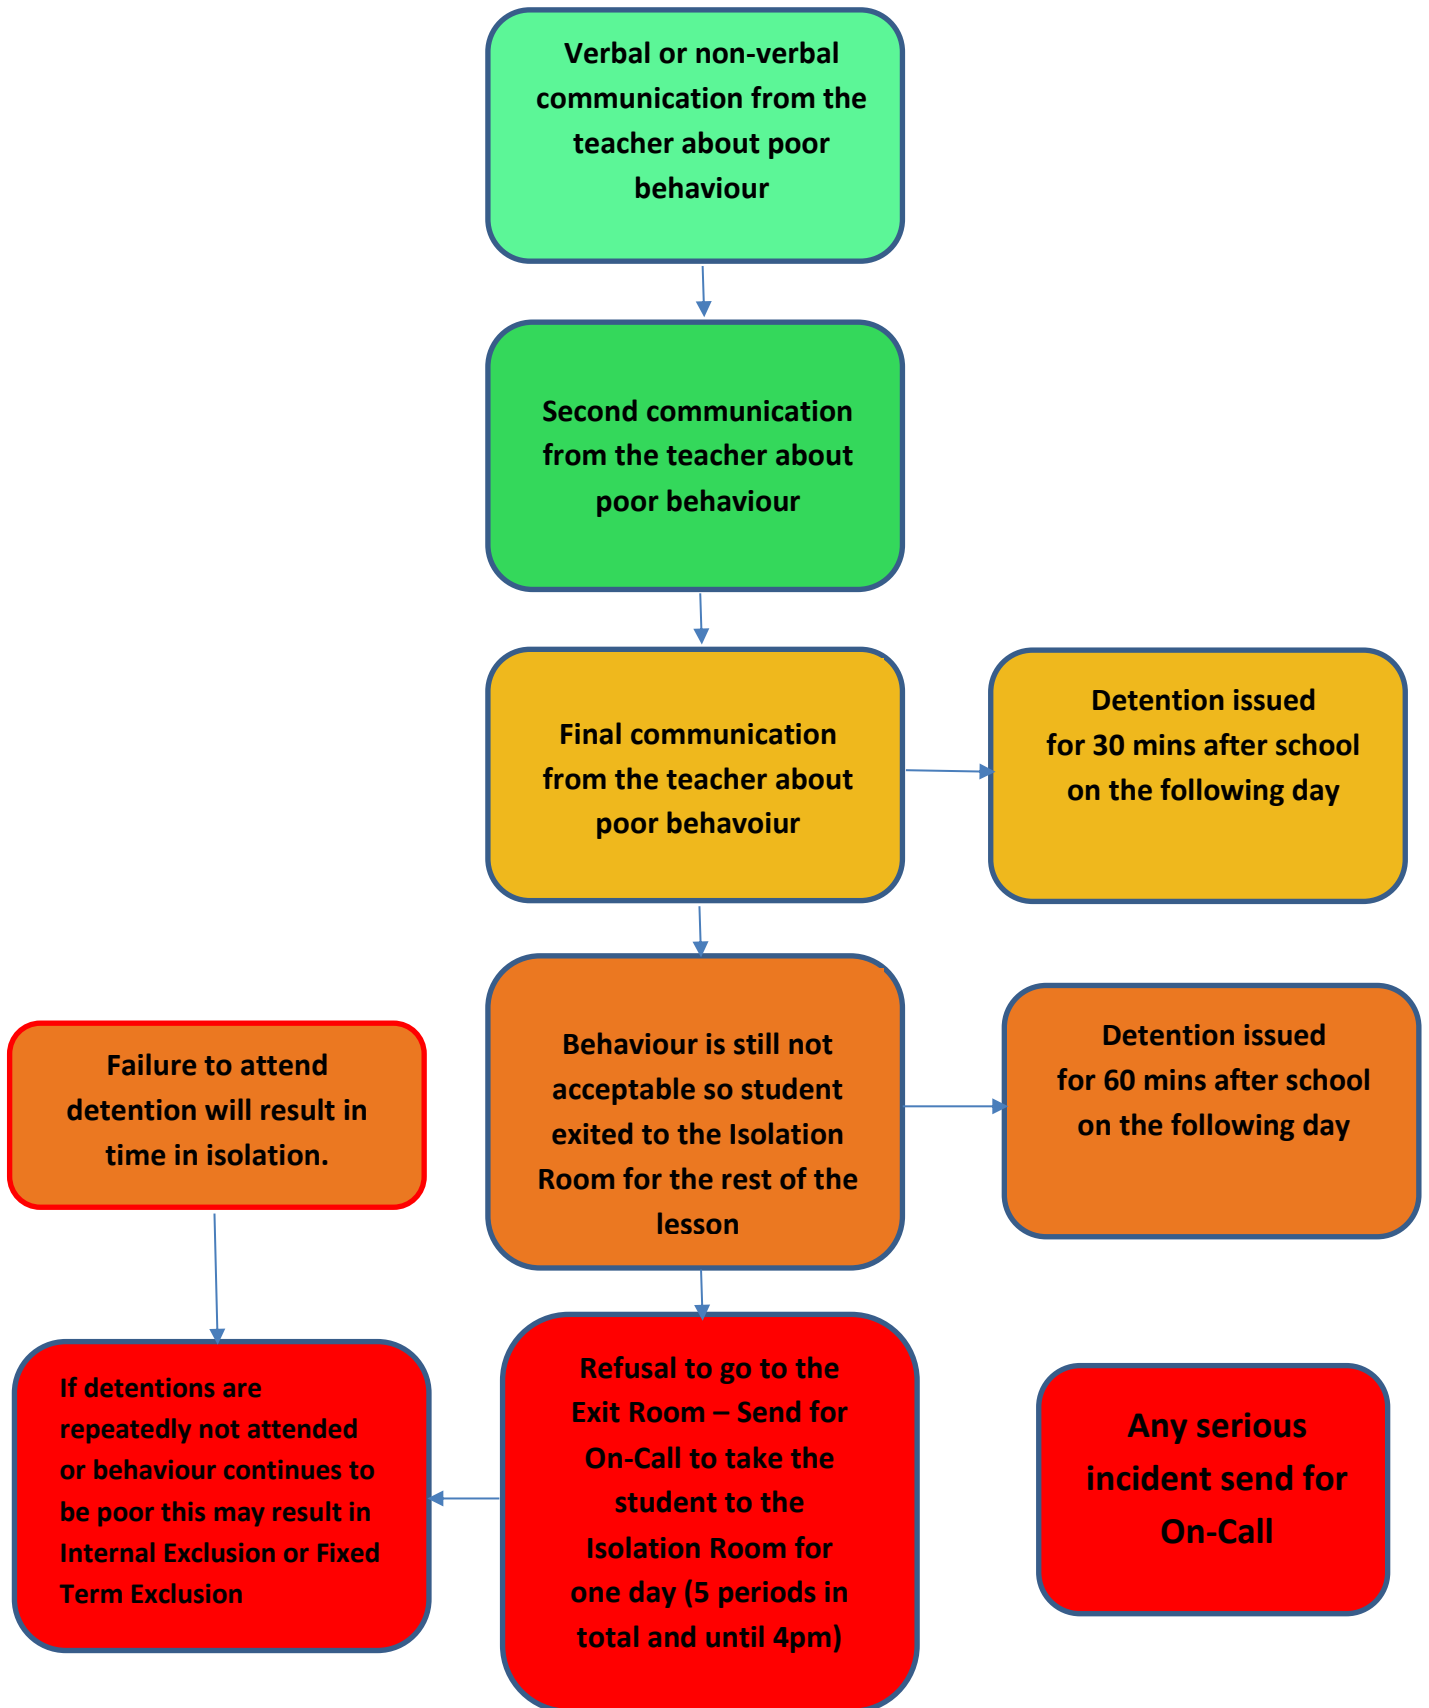 Verbal or non-verbal
communication from the
teacher about poor
behaviour
Second communication
from the teacher about
poor behaviour
Final communication
from the teacher about
poor behavoiur
Detention issued
for 30 mins after school
on the following day
Behaviour is still not
acceptable so student
exited to the Isolation
Room for the rest of the
lesson
Detention issued
for 60 mins after school
on the following day
Failure to attend
detention will result in
time in isolation.
If detentions are
repeatedly not attended
or behaviour continues to
be poor this may result in
Internal Exclusion or Fixed
Term Exclusion
Refusal to go to the
Exit Room – Send for
On-Call to take the
student to the
Isolation Room for
one day (5 periods in
total and until 4pm)
Any serious
incident send for
On-Call